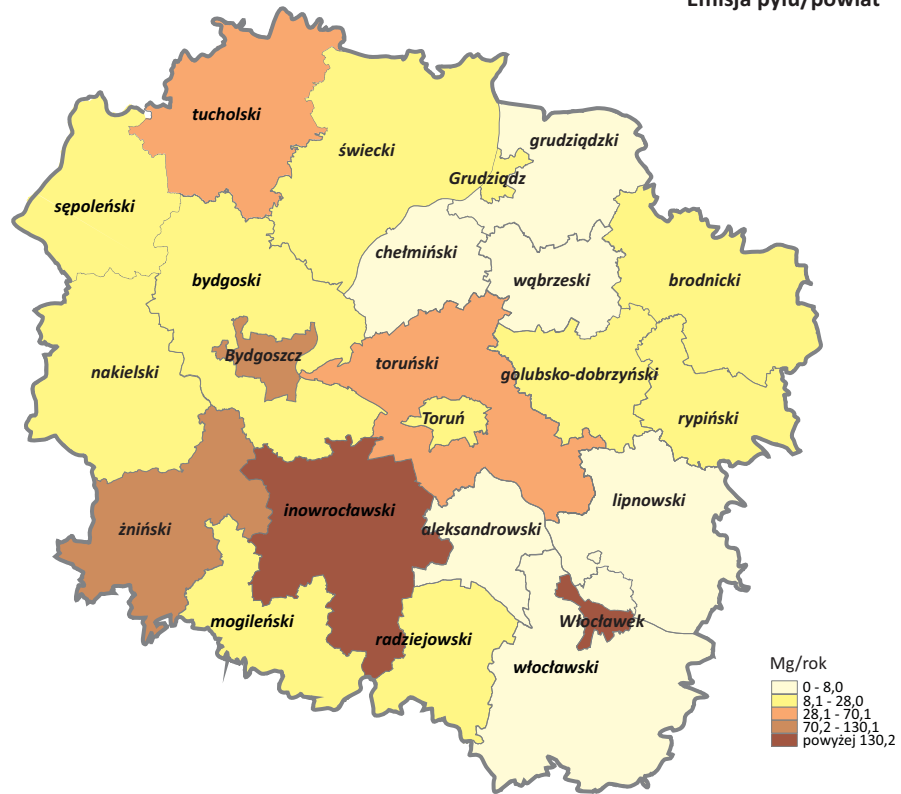 Emisja pyłu/powiat
tucholski
świecki
grudziądzki
Grudziądz
sępoleński
chełmiński
wąbrzeski
brodnicki
bydgoski
Bydgoszcz
toruński
golubsko-dobrzyński
nakielski
Toruń
rypiński
inowrocławski
lipnowski
żniński
aleksandrowski
mogileński
radziejowski
Włocławek
włocławski
Mg/rok
0 - 8,0
8,1 - 28,0
28,1 - 70,1
70,2 - 130,1
powyżej 130,2